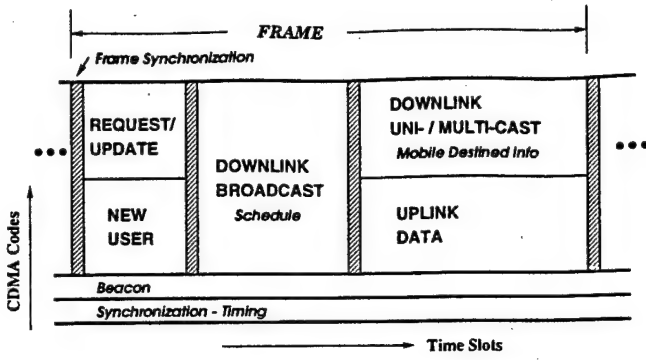 FRAME
Frame Synchronization
REQUEST/
UPDATE
NEW
USER
DOWNLINK
BROADCAST
Schedule
DOWNLINK
UNI- / MULTI-CAST
Mobile Destined Info
UPLINK
DATA
CDMA Codes
Beacon
Synchronization - Timing
Time Slots